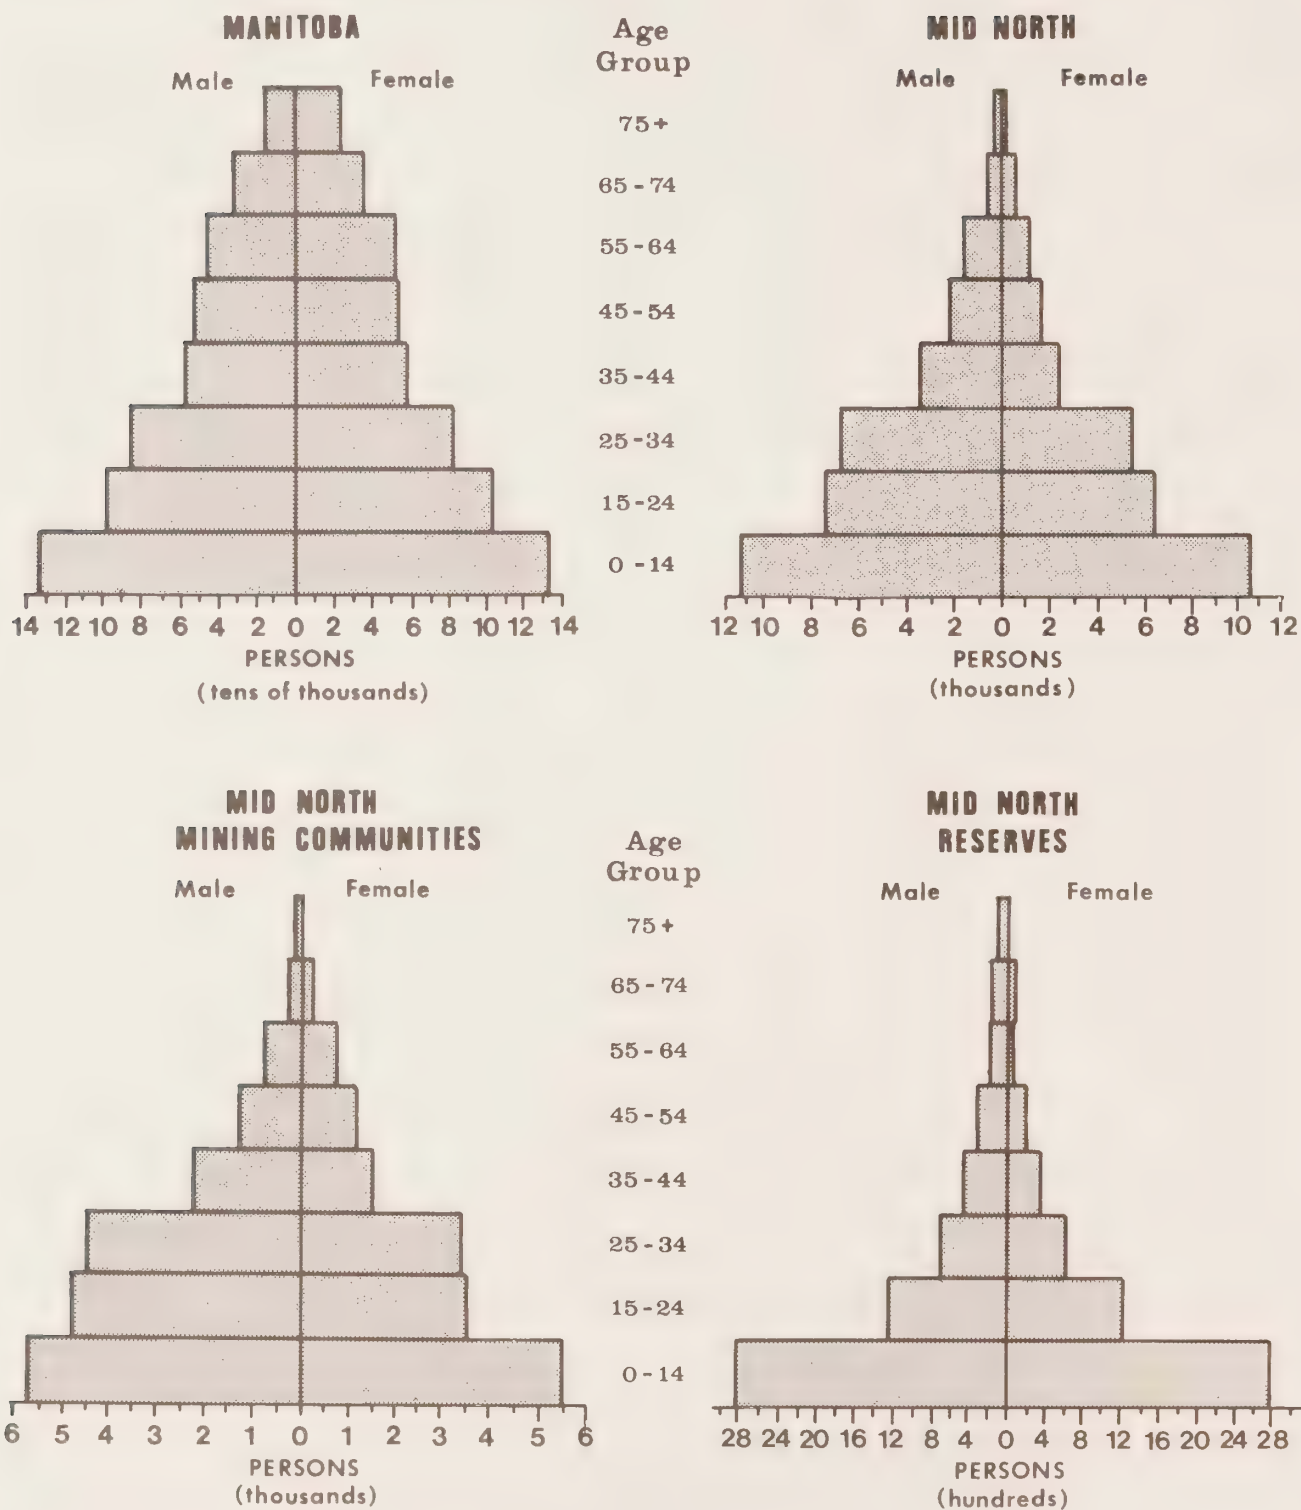 MANITOBA
Age
Group
MID NORTH
Male
Female
Male
Female
75+
65-74
55-64
45-54
35-44
25-34
15-24
0-14
14 12 10 8 6 4 2 0 2 4 6 8 10 12 14
PERSONS
(tens of thousands)
12 10 8 6 4 2 0 2 4 6 8 10 12
PERSONS
(thousands)
MID NORTH
MINING COMMUNITIES
Age
Group
MID NORTH
RESERVES
Male
Female
Male
Female
75+
65-74
55-64
45-54
35-44
25-34
15-24
0-14
6 5 4 3 2 1 0 1 2 3 4 5 6
PERSONS
(thousands)
28 24 20 16 12 8 4 0 4 8 12 16 20 24 28
PERSONS
(hundreds)